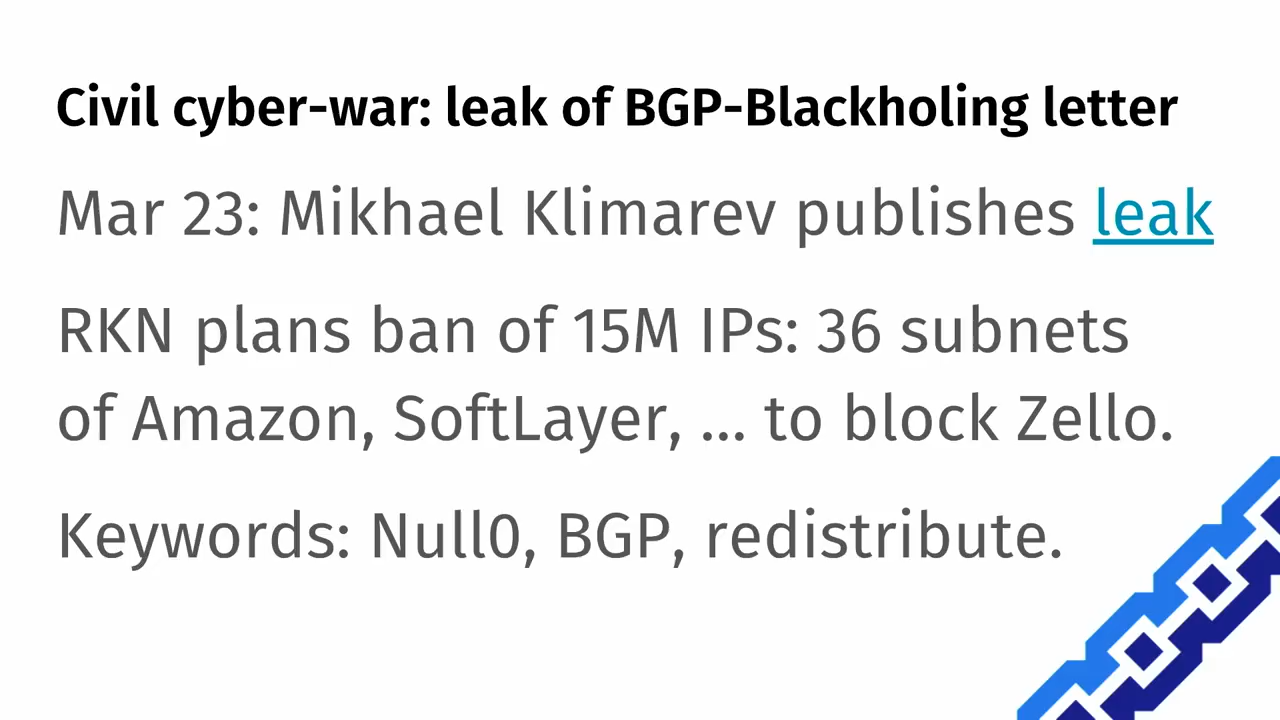 Civil cyber-war: leak of BGP-Blackholing letter
Mar 23: Mikhael Klimarev publishes leak
RKN plans ban of 15M IPs: 36 subnets
of Amazon, SoftLayer, ... to block Zello.
Keywords: Null0, BGP, redistribute.